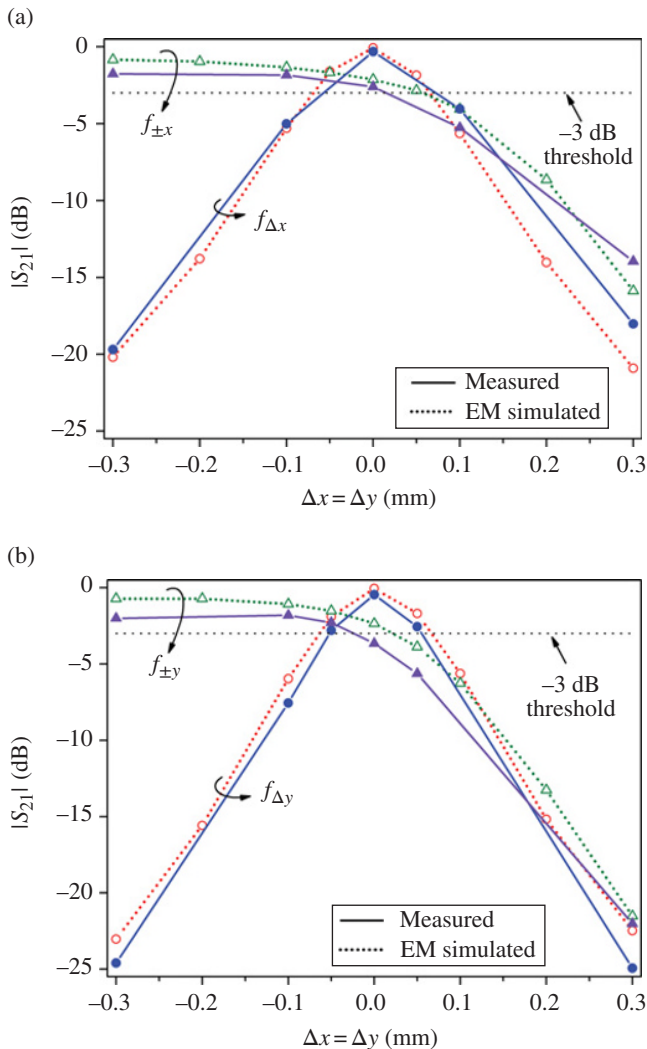 (a)
0
−5
−10
−15
−20
−25
|S21| (dB)
f±x
fΔx
−3 dB
threshold
Measured
EM simulated
−0.3 −0.2 −0.1 0.0 0.1 0.2 0.3
Δx = Δy (mm)
(b)
0
−5
−10
−15
−20
−25
|S21| (dB)
f±y
fΔy
−3 dB
threshold
Measured
EM simulated
−0.3 −0.2 −0.1 0.0 0.1 0.2 0.3
Δx = Δy (mm)